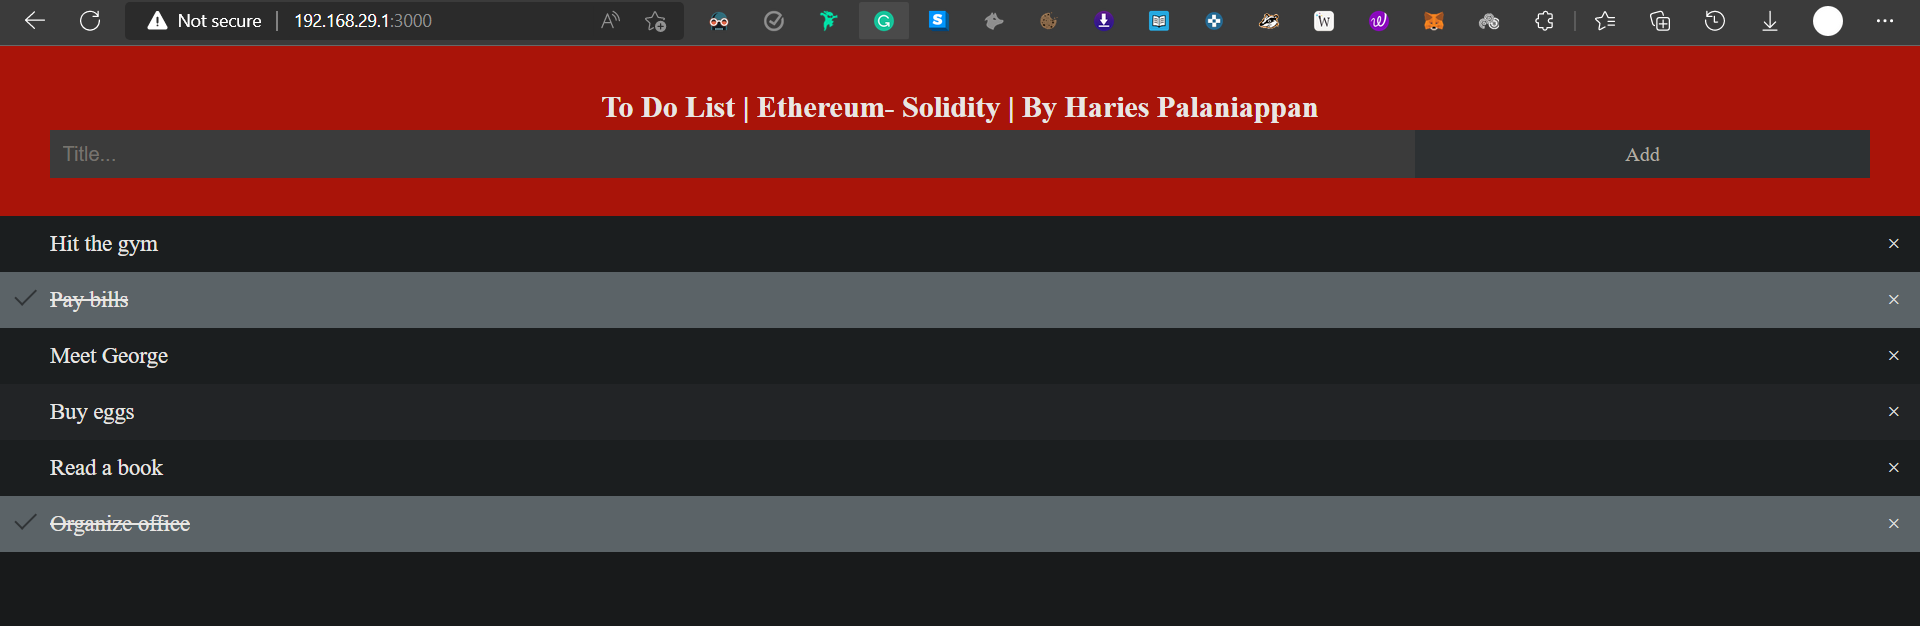 Not secure | 192.168.29.1:3000
To Do List | Ethereum- Solidity | By Haries Palaniappan
Title... Add
Hit the gym ×
Pay bills ×
Meet George ×
Buy eggs ×
Read a book ×
Organize office ×